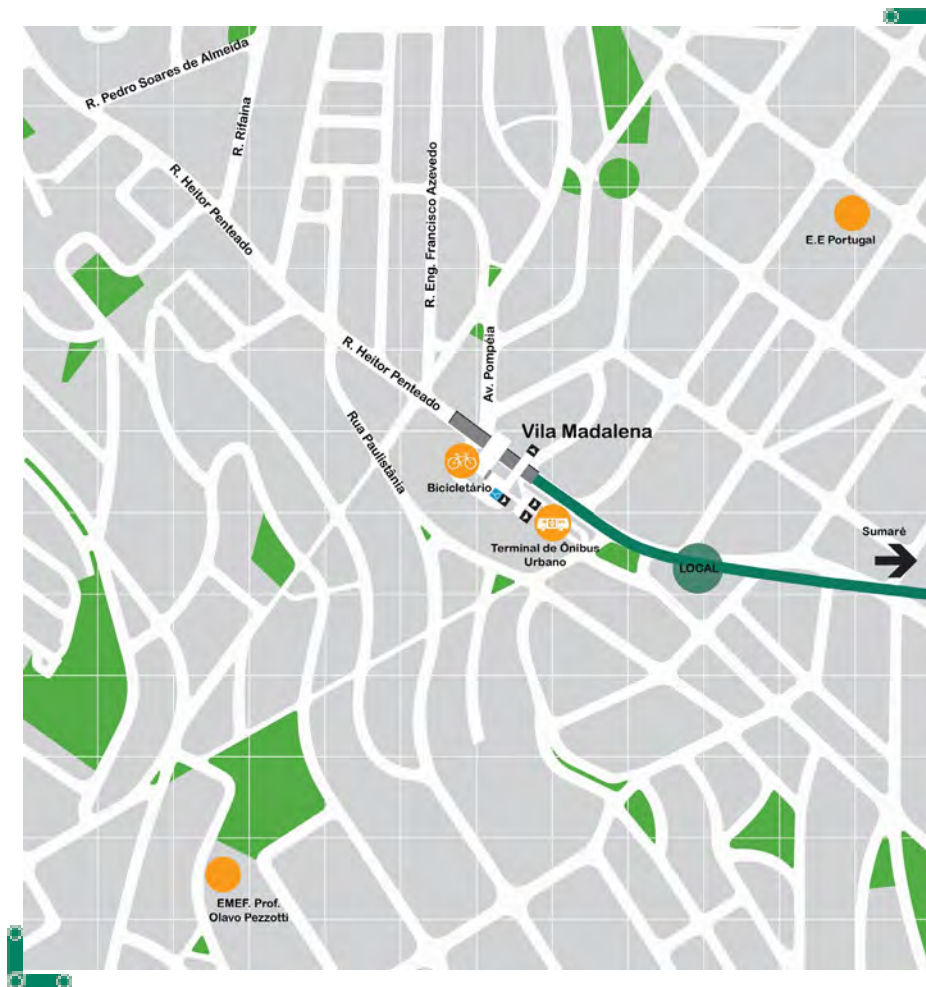 R. Pedro Soares de Almeida
R. Rifaina
R. Heitor Penteado
R. Eng. Francisco Azevedo
E.E Portugal
R. Heitor Penteado
Av. Pompéia
Rua Paulistânia
Vila Madalena
Bicicletário
Terminal de Ônibus
Urbano
Sumaré
LOCAL
EMEF. Prof.
Olavo Pezzotti